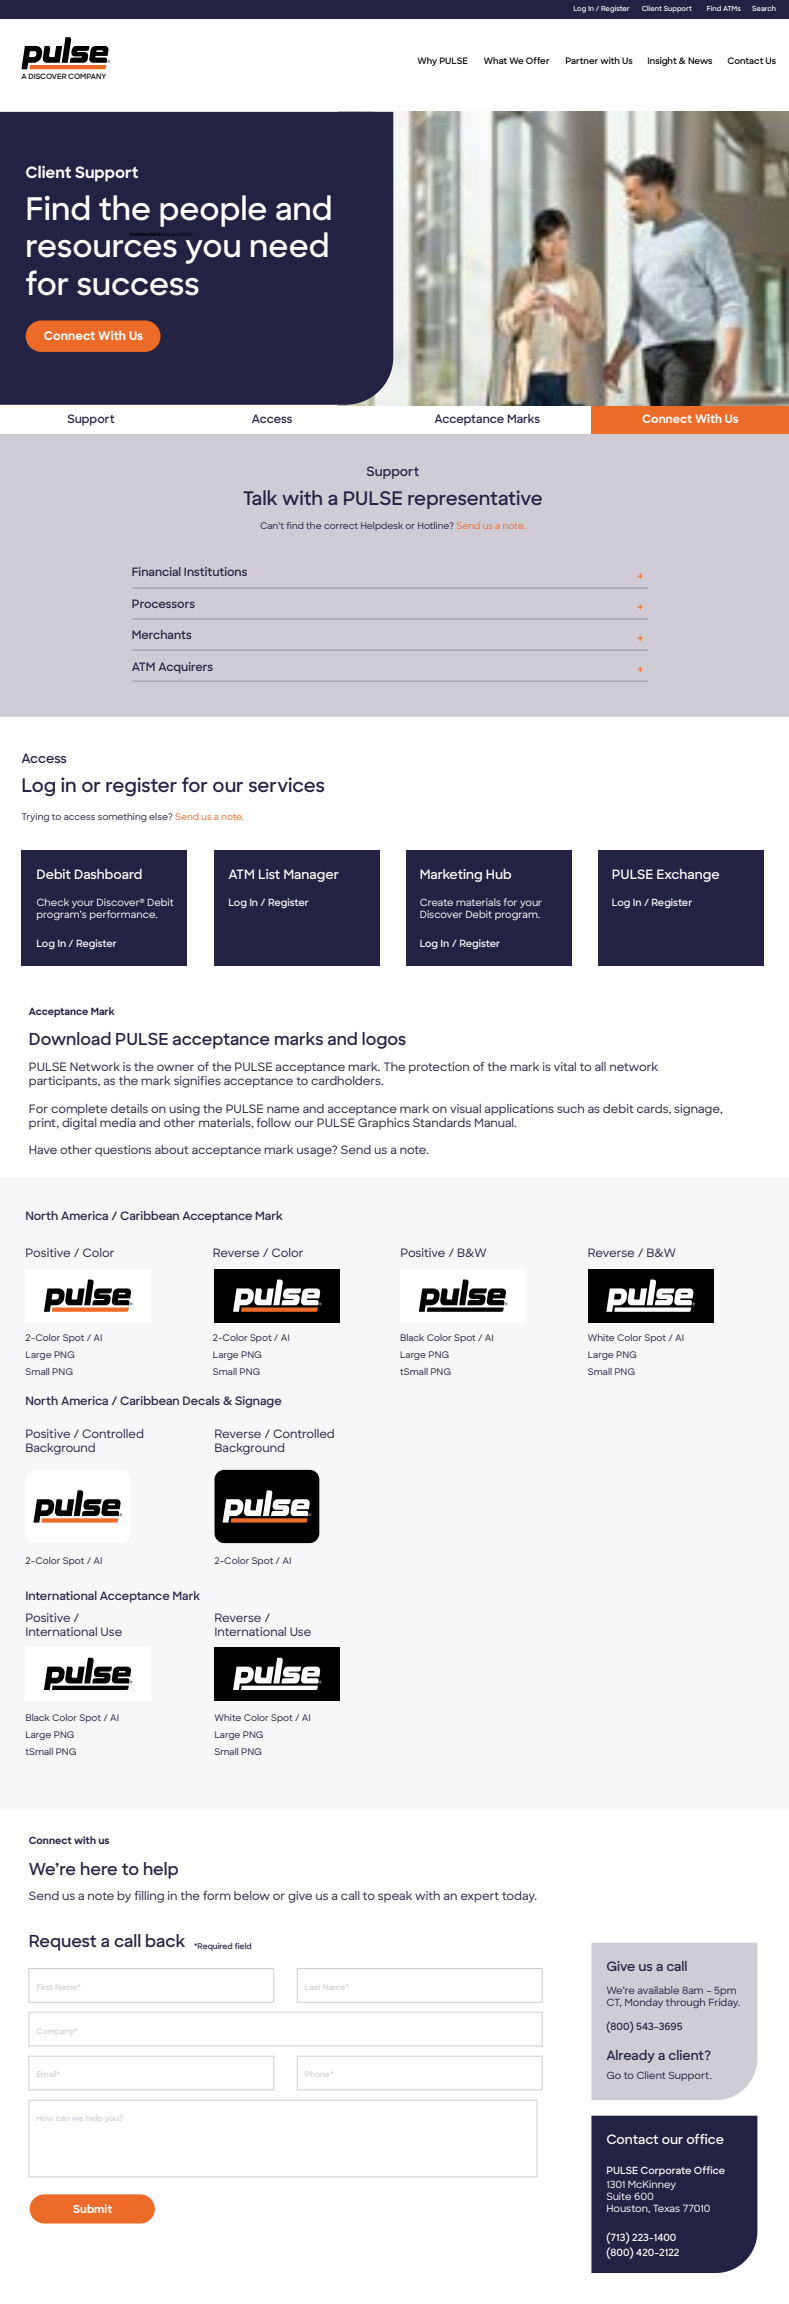 Log In / Register Client Support Find ATMs Search
pulse
A DISCOVER COMPANY
Why PULSE What We Offer Partner with Us Insight & News Contact Us
Client Support
Find the people and
resources you need
for success
Connect With Us
Support Access Acceptance Marks Connect With Us
Support
Talk with a PULSE representative
Can't find the correct Helpdesk or Hotline? Send us a note.
Financial Institutions +
Processors +
Merchants +
ATM Acquirers +
Access
Log in or register for our services
Trying to access something else? Send us a note.
Debit Dashboard
Check your Discover® Debit
program's performance.
Log In / Register
ATM List Manager
Log In / Register
Marketing Hub
Create materials for your
Discover Debit program.
Log In / Register
PULSE Exchange
Log In / Register
Acceptance Mark
Download PULSE acceptance marks and logos
PULSE Network is the owner of the PULSE acceptance mark. The protection of the mark is vital to all network
participants, as the mark signifies acceptance to cardholders.
For complete details on using the PULSE name and acceptance mark on visual applications such as debit cards, signage,
print, digital media and other materials, follow our PULSE Graphics Standards Manual.
Have other questions about acceptance mark usage? Send us a note.
North America / Caribbean Acceptance Mark
Positive / Color
pulse
2-Color Spot / AI
Large PNG
Small PNG
Reverse / Color
pulse
2-Color Spot / AI
Large PNG
Small PNG
Positive / B&W
pulse
Black Color Spot / AI
Large PNG
tSmall PNG
Reverse / B&W
pulse
White Color Spot / AI
Large PNG
Small PNG
North America / Caribbean Decals & Signage
Positive / Controlled
Background
pulse
2-Color Spot / AI
Reverse / Controlled
Background
pulse
2-Color Spot / AI
International Acceptance Mark
Positive /
International Use
pulse
Black Color Spot / AI
Large PNG
tSmall PNG
Reverse /
International Use
pulse
White Color Spot / AI
Large PNG
Small PNG
Connect with us
We're here to help
Send us a note by filling in the form below or give us a call to speak with an expert today.
Request a call back *Required field
First Name* Last Name*
Company*
Email* Phone*
How can we help you?
Submit
Give us a call
We're available 8am – 5pm
CT, Monday through Friday.
(800) 543-3695
Already a client?
Go to Client Support.
Contact our office
PULSE Corporate Office
1301 McKinney
Suite 600
Houston, Texas 77010
(713) 223-1400
(800) 420-2122